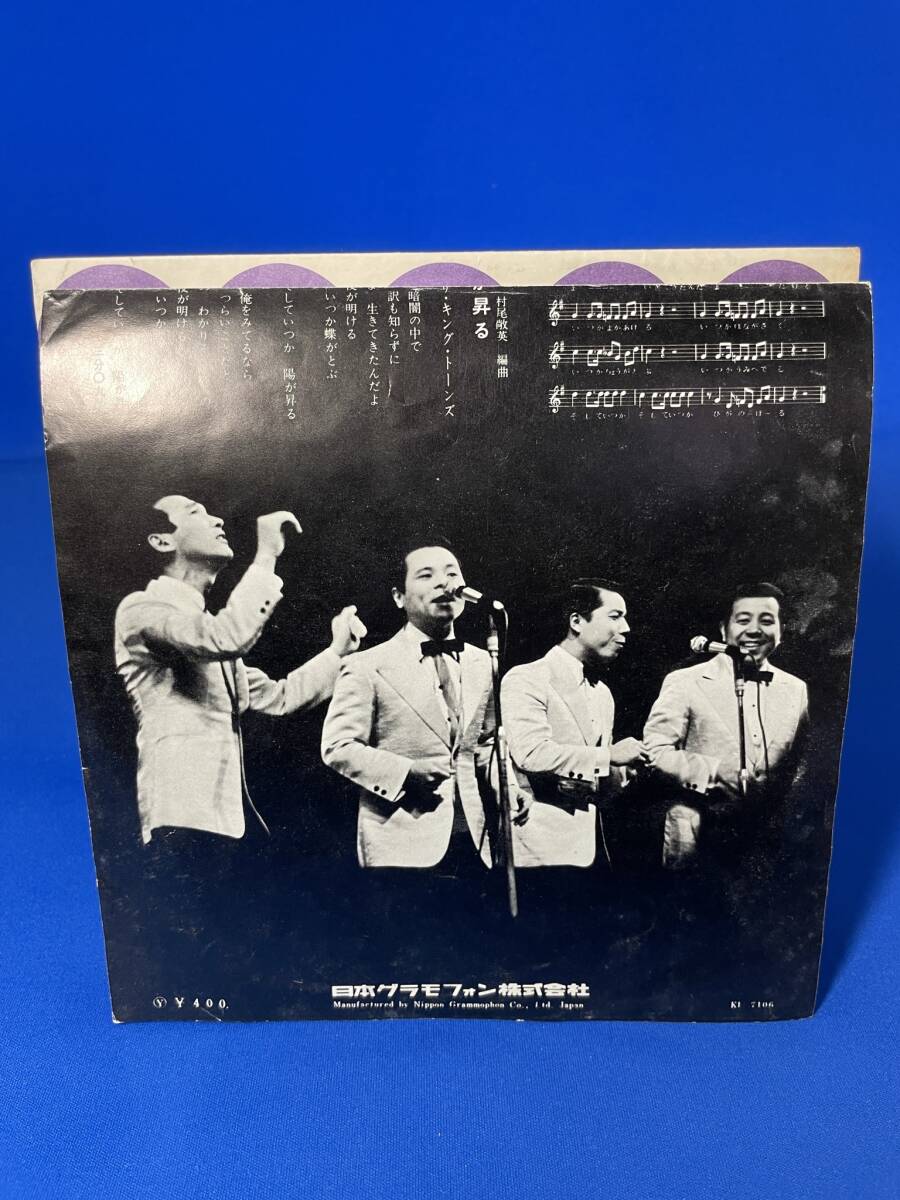 いつかよかあける　いつかはながさく
いつかちょうがとぶ　いつかうみへでこ
そしていつか　そしていつか　ひがのーぼーる
村尾敞英　編曲
昇る
ザ・キング・トーンズ
暗闇の中で
訳も知らずに
生きてきたんだよ
夜が明ける
いつか蝶がとぶ
そしていつか　陽が昇る
俺をみてるなら
つらい
わかり
夜が明け
いつか
そしてい
日本グラモフォン株式会社
Manufactured by Nippon Grammophon Co., Ltd. Japan
Ⓨ ￥400.
KI 7106